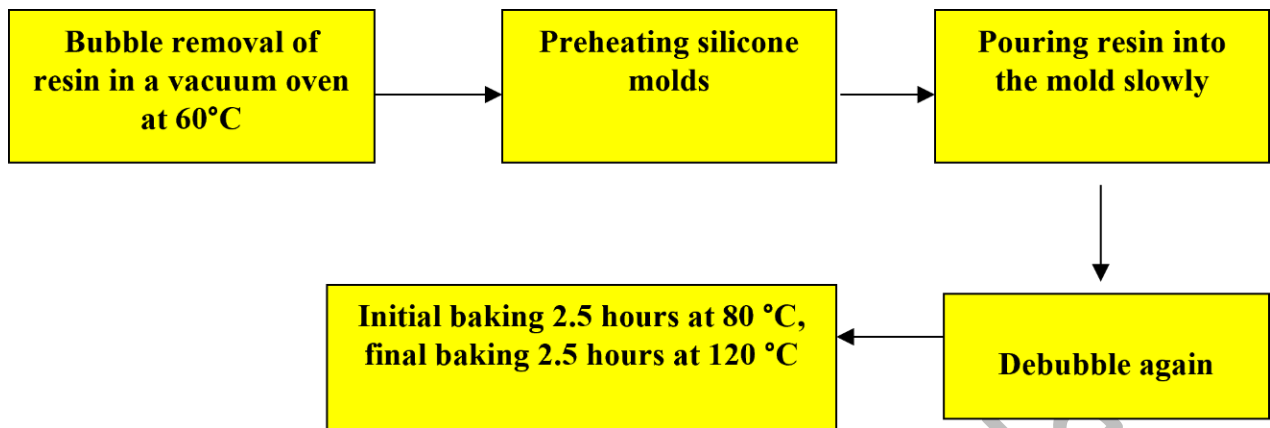 Bubble removal of
resin in a vacuum oven
at 60°C
Preheating silicone
molds
Pouring resin into
the mold slowly
Debubble again
Initial baking 2.5 hours at 80 °C,
final baking 2.5 hours at 120 °C